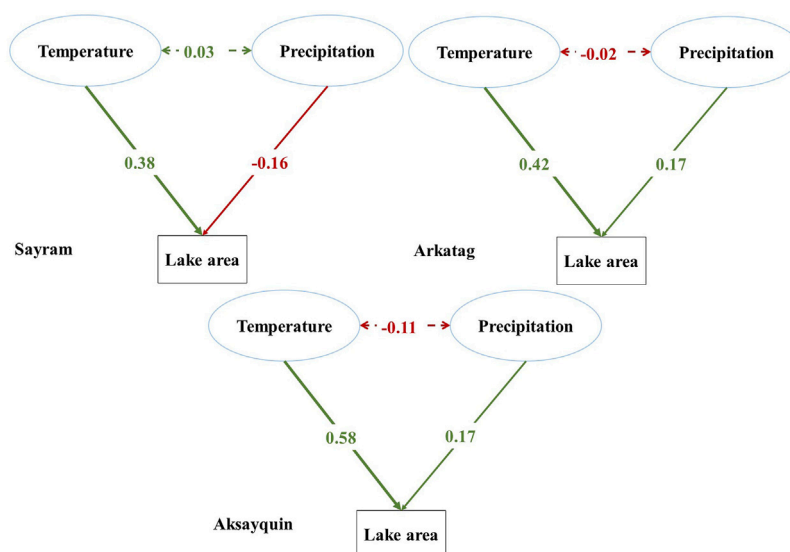 Temperature
0.03
Precipitation
0.38
-0.16
Sayram
Lake area
Temperature
-0.02
Precipitation
0.42
0.17
Arkatag
Lake area
Temperature
-0.11
Precipitation
0.58
0.17
Aksayquin
Lake area